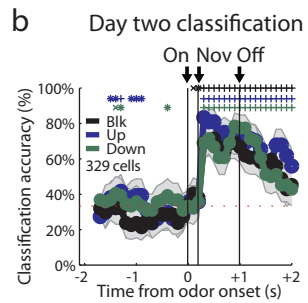 b Day two classification
On Nov Off
100%
80%
60%
40%
20%
0%
Classification accuracy (%)
Blk
Up
Down
329 cells
-2 -1 0 +1 +2
Time from odor onset (s)